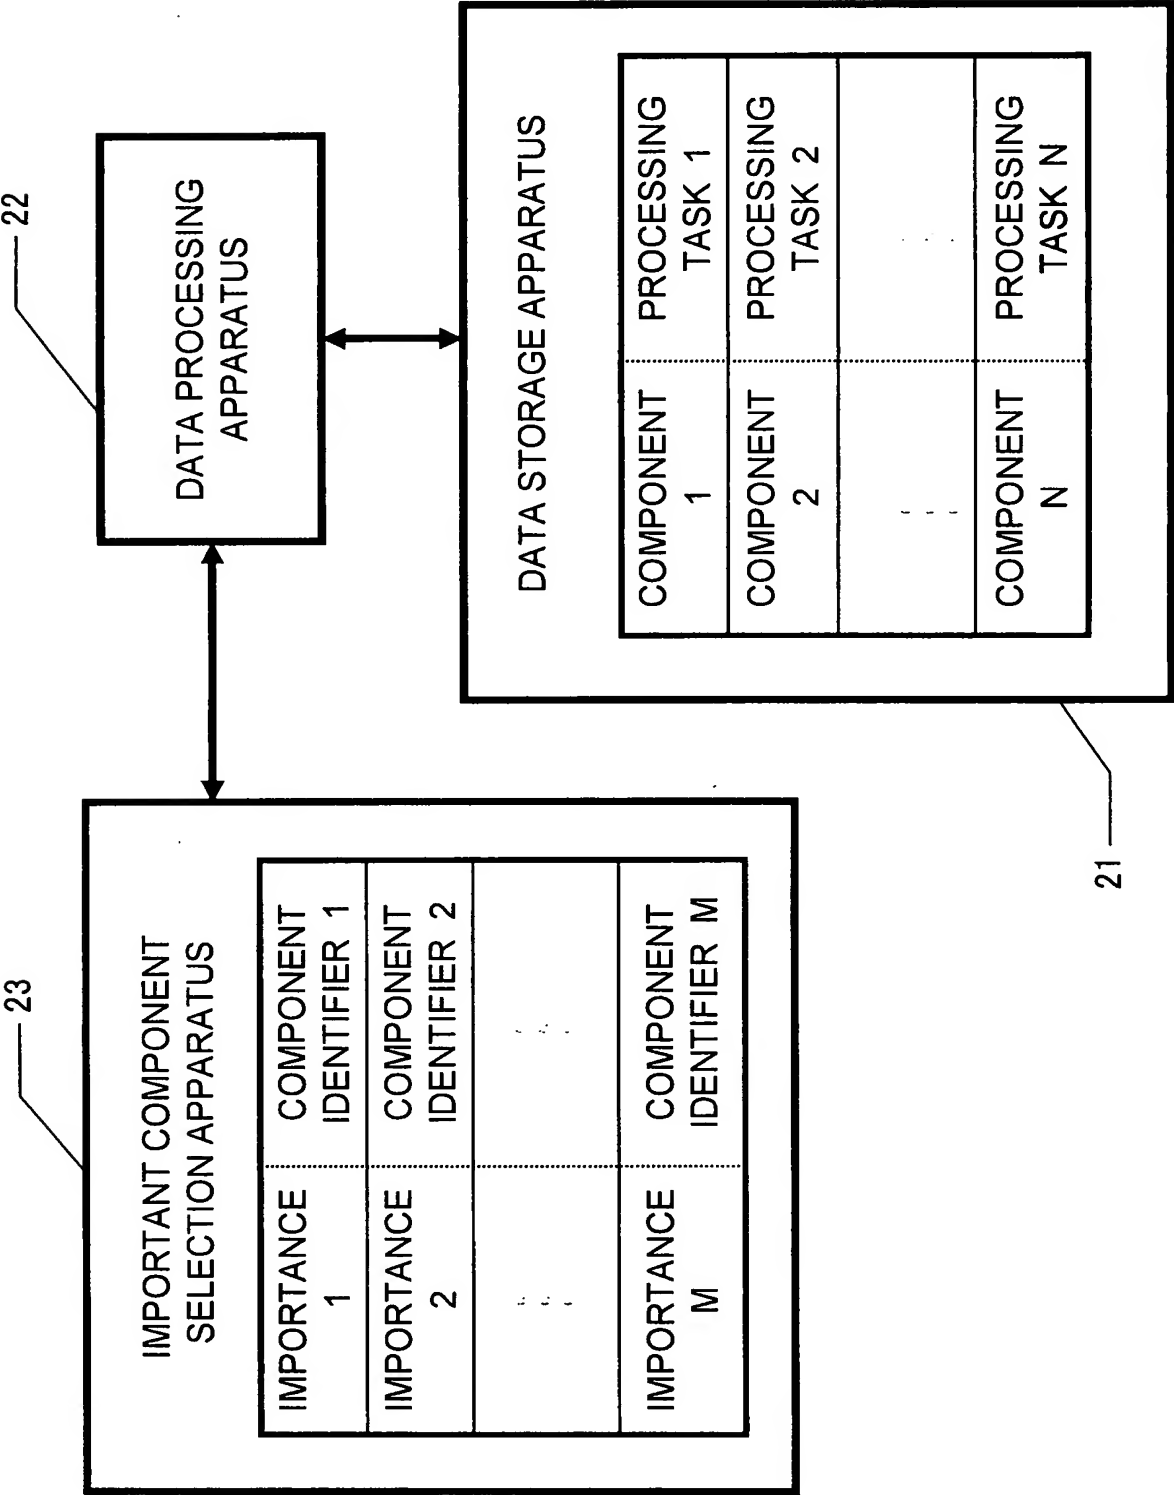 23
IMPORTANT COMPONENT
SELECTION APPARATUS
IMPORTANCE
1
COMPONENT
IDENTIFIER 1
IMPORTANCE
2
COMPONENT
IDENTIFIER 2
- - -
- - -
IMPORTANCE
M
COMPONENT
IDENTIFIER M
22
DATA PROCESSING
APPARATUS
DATA STORAGE APPARATUS
COMPONENT
1
PROCESSING
TASK 1
COMPONENT
2
PROCESSING
TASK 2
- - -
- - -
COMPONENT
N
PROCESSING
TASK N
21